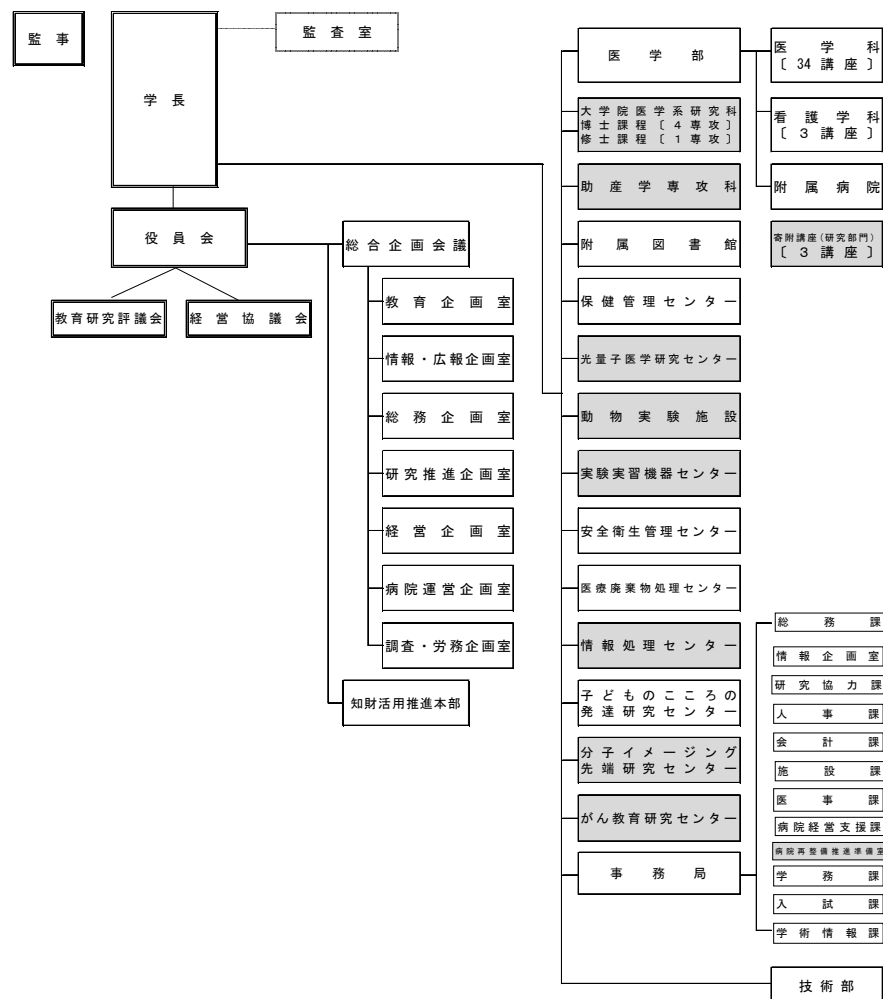 監事
監査室
学長
役員会
教育研究評議会
経営協議会
総合企画会議
教育企画室
情報・広報企画室
総務企画室
研究推進企画室
経営企画室
病院運営企画室
調査・労務企画室
知財活用推進本部
医学部
大学院医学系研究科
博士課程〔4専攻〕
修士課程〔1専攻〕
助産学専攻科
附属図書館
保健管理センター
光量子医学研究センター
動物実験施設
実験実習機器センター
安全衛生管理センター
医療廃棄物処理センター
情報処理センター
子どものこころの
発達研究センター
分子イメージング
先端研究センター
がん教育研究センター
事務局
医学科
〔34講座〕
看護学科
〔3講座〕
附属病院
寄附講座(研究部門)
〔3講座〕
総務課
情報企画室
研究協力課
人事課
会計課
施設課
医事課
病院経営支援課
病院再整備推進準備室
学務課
入試課
学術情報課
技術部